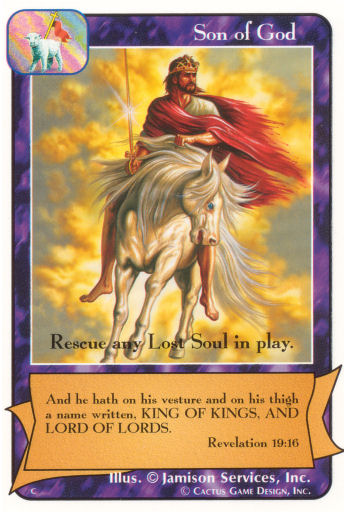 Son of God
Rescue any Lost Soul in play.
And he hath on his vesture and on his thigh
a name written, KING OF KINGS, AND
LORD OF LORDS.
Revelation 19:16
Illus. © Jamison Services, Inc.
C © Cactus Game Design, Inc.